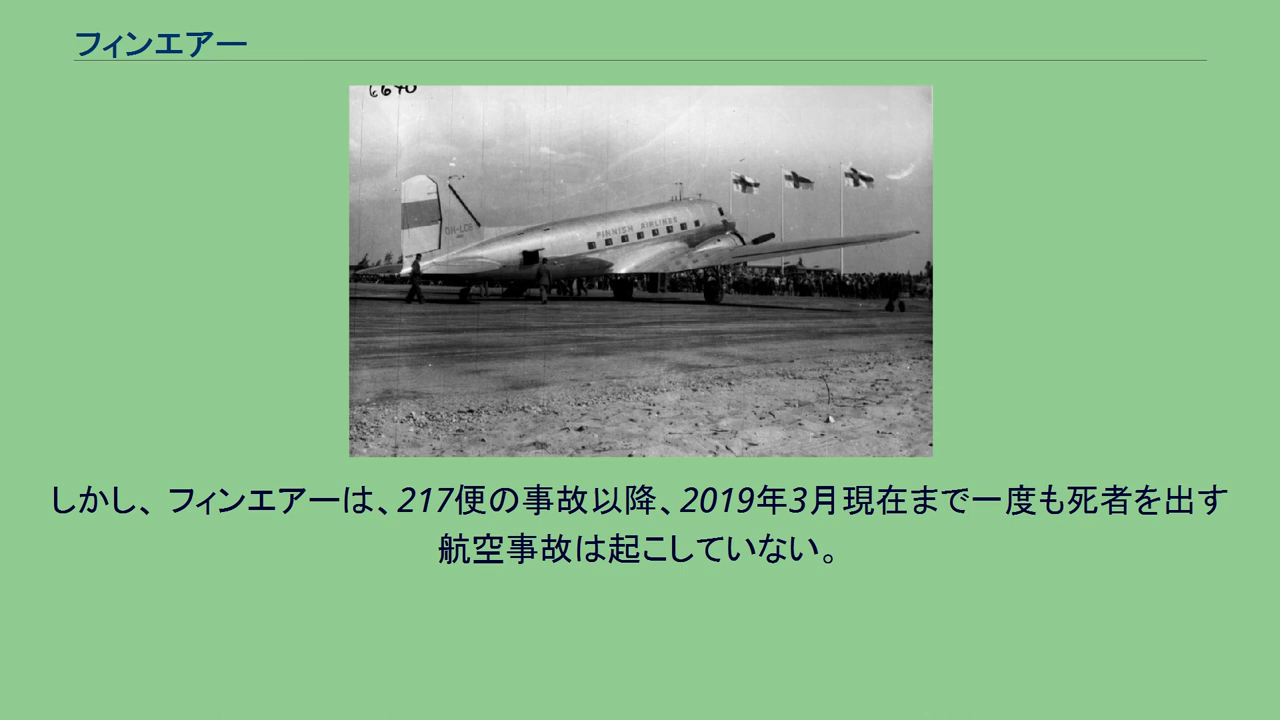 フィンエアー
6640
FINNISH AIRLINES
OH-LCB
しかし、フィンエアーは、217便の事故以降、2019年3月現在まで一度も死者を出す
航空事故は起こしていない。